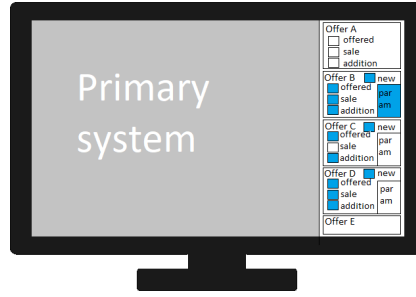 Primary
system
Offer A
offered
sale
addition
Offer B new
offered par
sale am
addition
Offer C new
offered par
sale am
addition
Offer D new
offered par
sale am
addition
Offer E